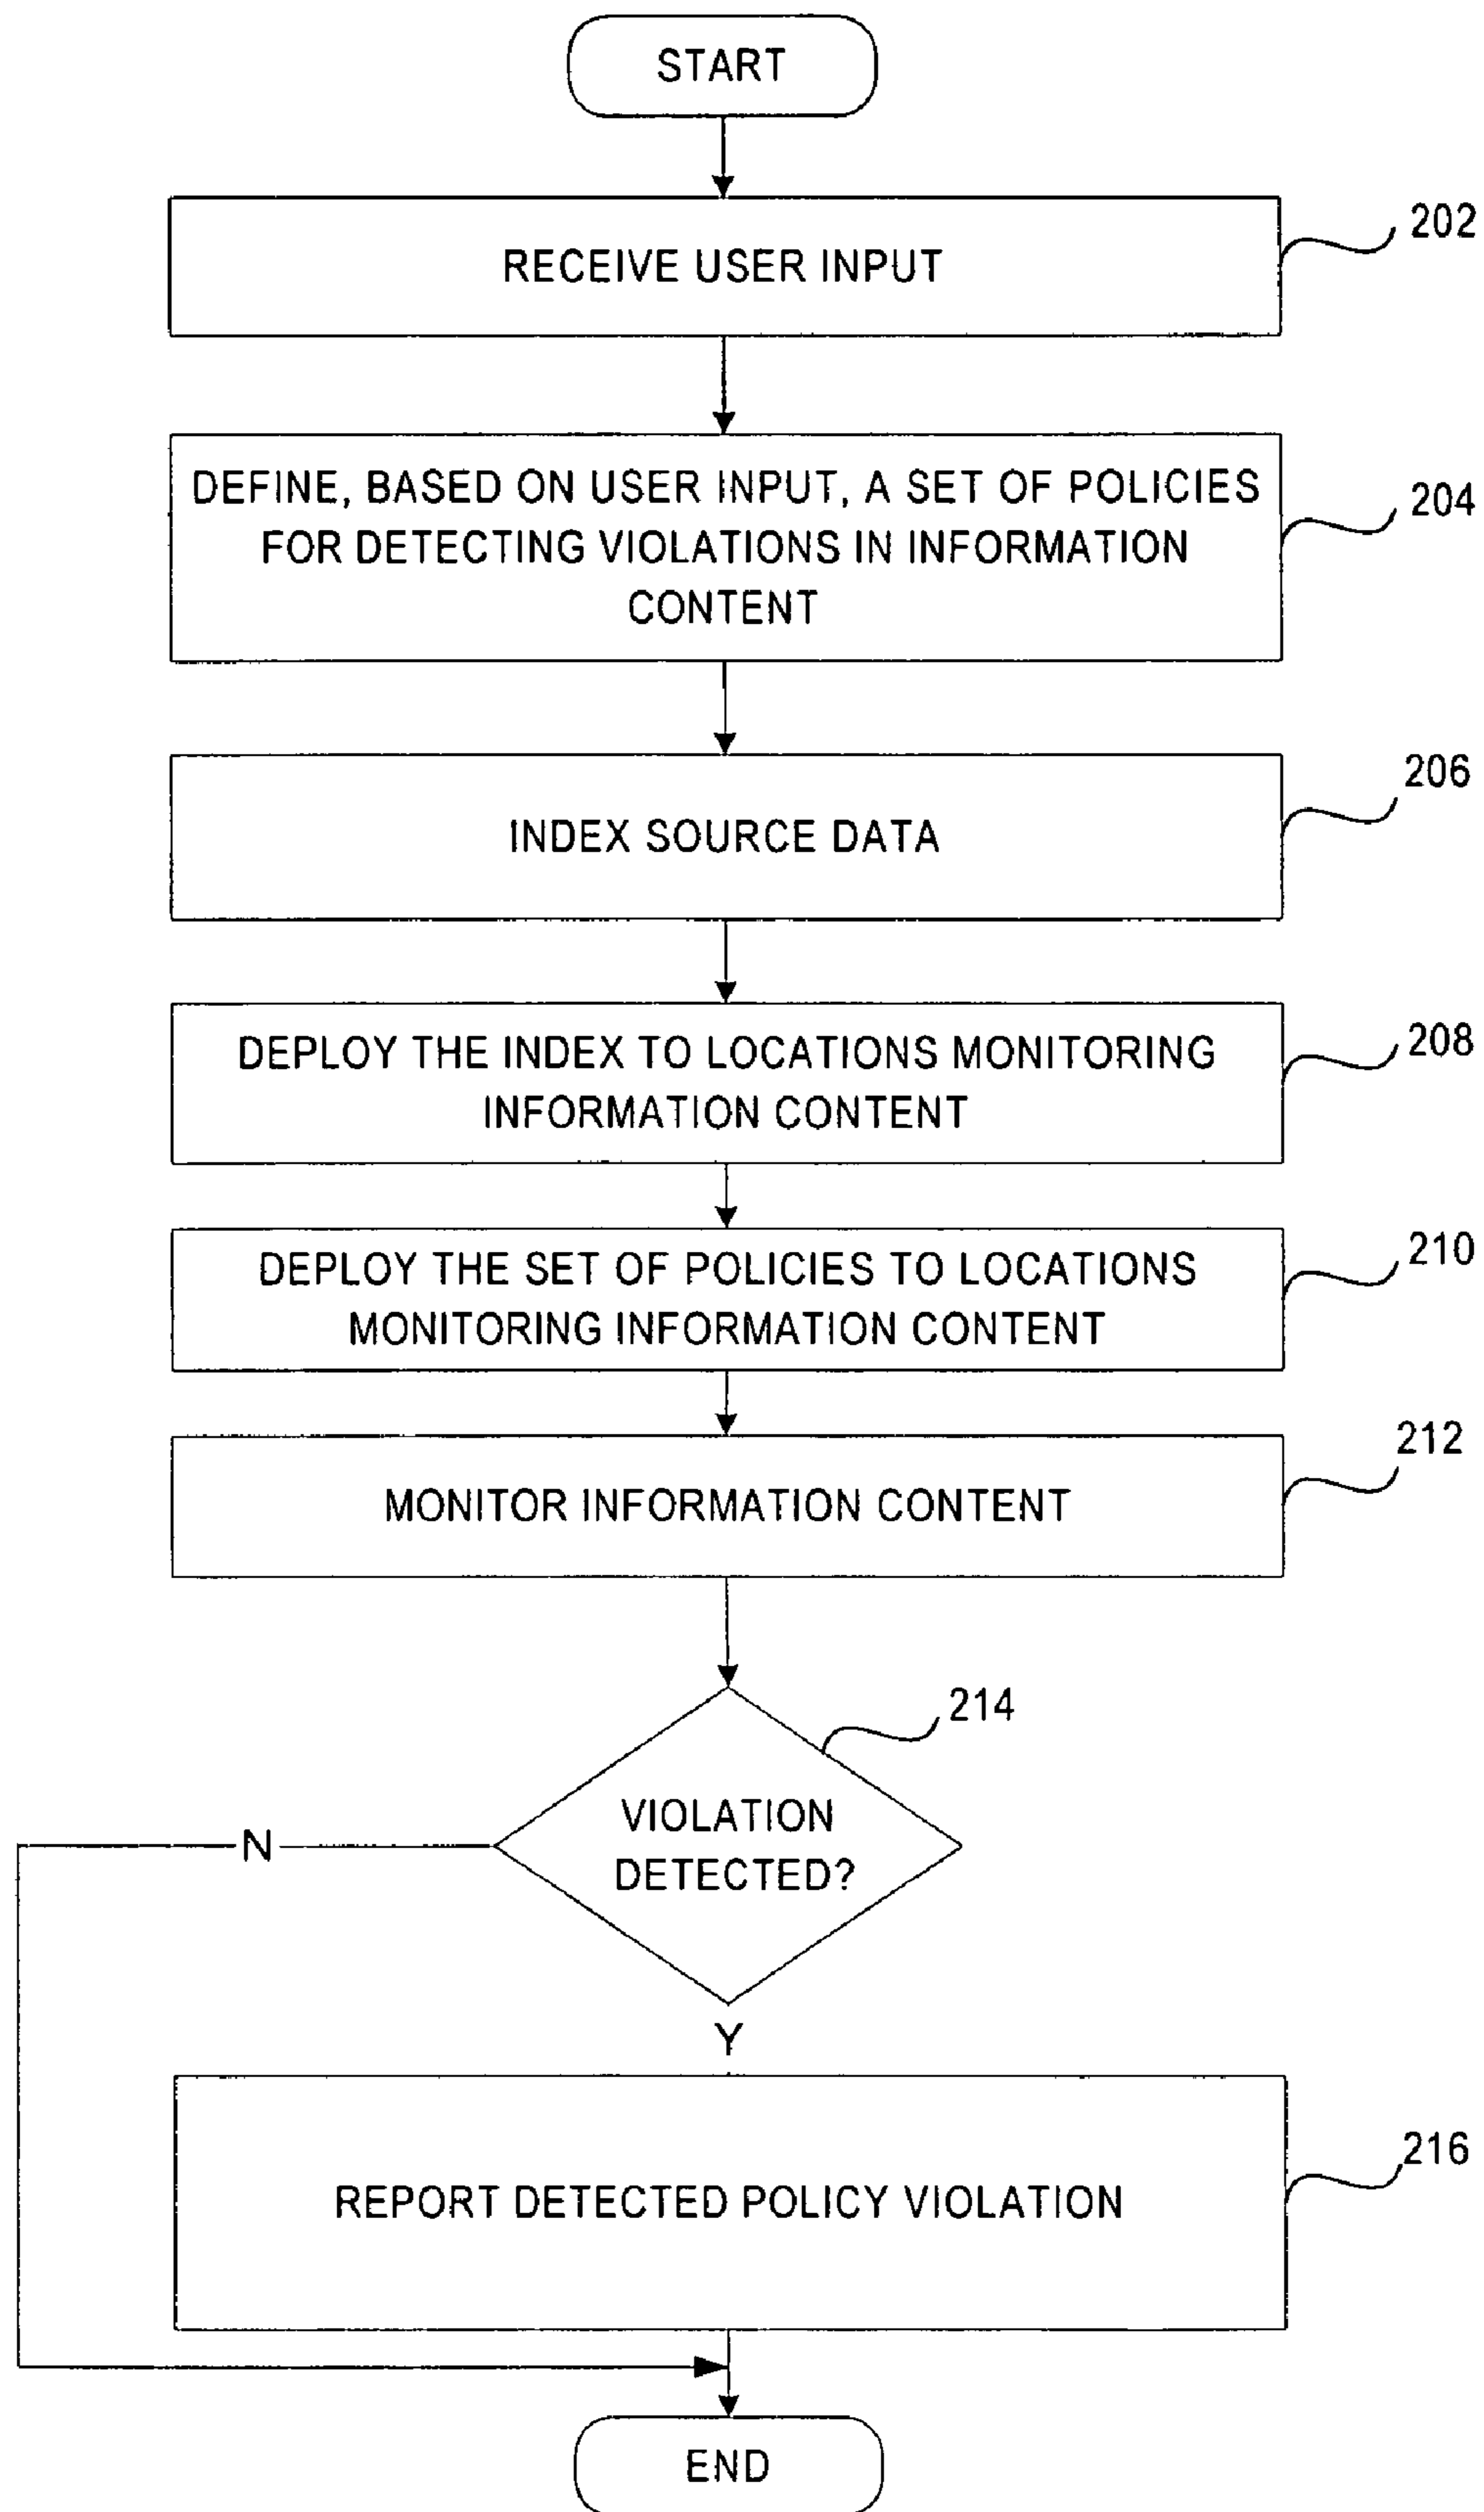 START
RECEIVE USER INPUT
202
DEFINE, BASED ON USER INPUT, A SET OF POLICIES
FOR DETECTING VIOLATIONS IN INFORMATION
CONTENT
204
INDEX SOURCE DATA
206
DEPLOY THE INDEX TO LOCATIONS MONITORING
INFORMATION CONTENT
208
DEPLOY THE SET OF POLICIES TO LOCATIONS
MONITORING INFORMATION CONTENT
210
MONITOR INFORMATION CONTENT
212
214
VIOLATION
DETECTED?
N
Y
REPORT DETECTED POLICY VIOLATION
216
END